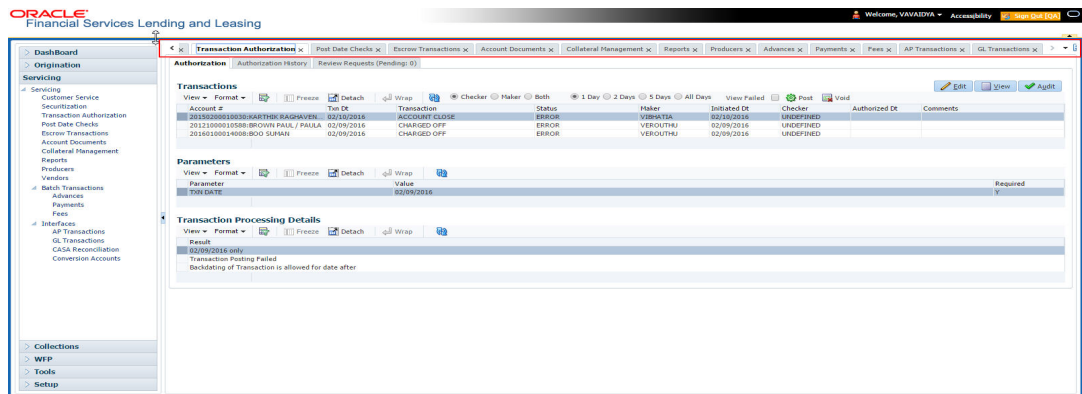 ORACLE®
Financial Services Lending and Leasing
Welcome, VAVAIDYA Accessibility Sign Out [QA]
DashBoard
Origination
Servicing
Servicing
Customer Service
Securitization
Transaction Authorization
Post Date Checks
Escrow Transactions
Account Documents
Collateral Management
Reports
Producers
Vendors
Batch Transactions
Advances
Payments
Fees
Interfaces
AP Transactions
GL Transactions
CASA Reconciliation
Conversion Accounts
Collections
WFP
Tools
Setup
x Transaction Authorization x Post Date Checks x Escrow Transactions x Account Documents x Collateral Management x Reports x Producers x Advances x Payments x Fees x AP Transactions x GL Transactions x
Authorization Authorization History Review Requests (Pending: 0)
Transactions Edit View Audit
View Format Freeze Detach Wrap Checker Maker Both 1 Day 2 Days 5 Days All Days View Failed Post Void
Account # Txn Dt Transaction Status Maker Initiated Dt Checker Authorized Dt Comments
20150200010030:KARTHIK RAGHAVEN... 02/10/2016 ACCOUNT CLOSE ERROR VIBHATIA 02/10/2016 UNDEFINED
20121000010588:BROWN PAUL / PAULA 02/09/2016 CHARGED OFF ERROR VEROUTHU 02/09/2016 UNDEFINED
20160100014008:BOO SUMAN 02/09/2016 CHARGED OFF ERROR VEROUTHU 02/09/2016 UNDEFINED
Parameters
View Format Freeze Detach Wrap
Parameter Value Required
TXN DATE 02/09/2016 Y
Transaction Processing Details
View Format Freeze Detach Wrap
Result
02/09/2016 only
Transaction Posting Failed
Backdating of Transaction is allowed for date after